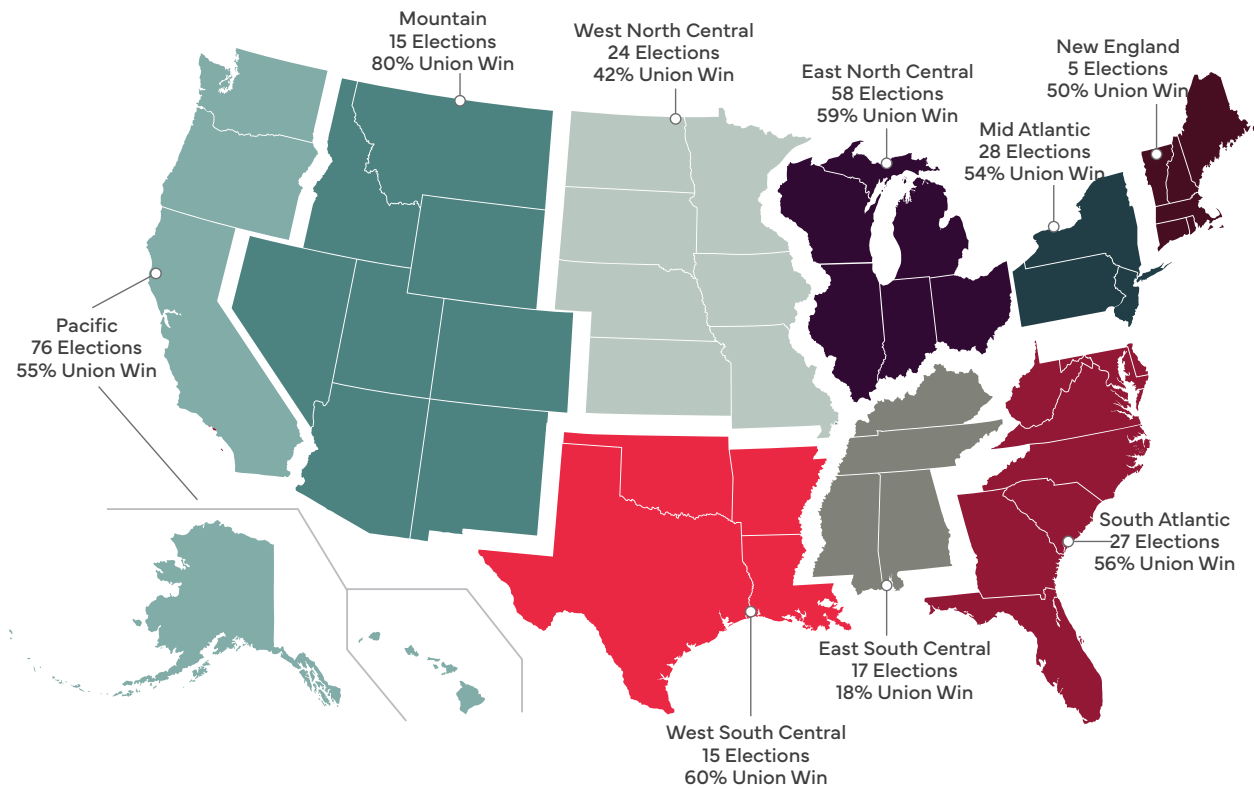 Mountain
15 Elections
80% Union Win
West North Central
24 Elections
42% Union Win
East North Central
58 Elections
59% Union Win
New England
5 Elections
50% Union Win
Mid Atlantic
28 Elections
54% Union Win
Pacific
76 Elections
55% Union Win
South Atlantic
27 Elections
56% Union Win
East South Central
17 Elections
18% Union Win
West South Central
15 Elections
60% Union Win